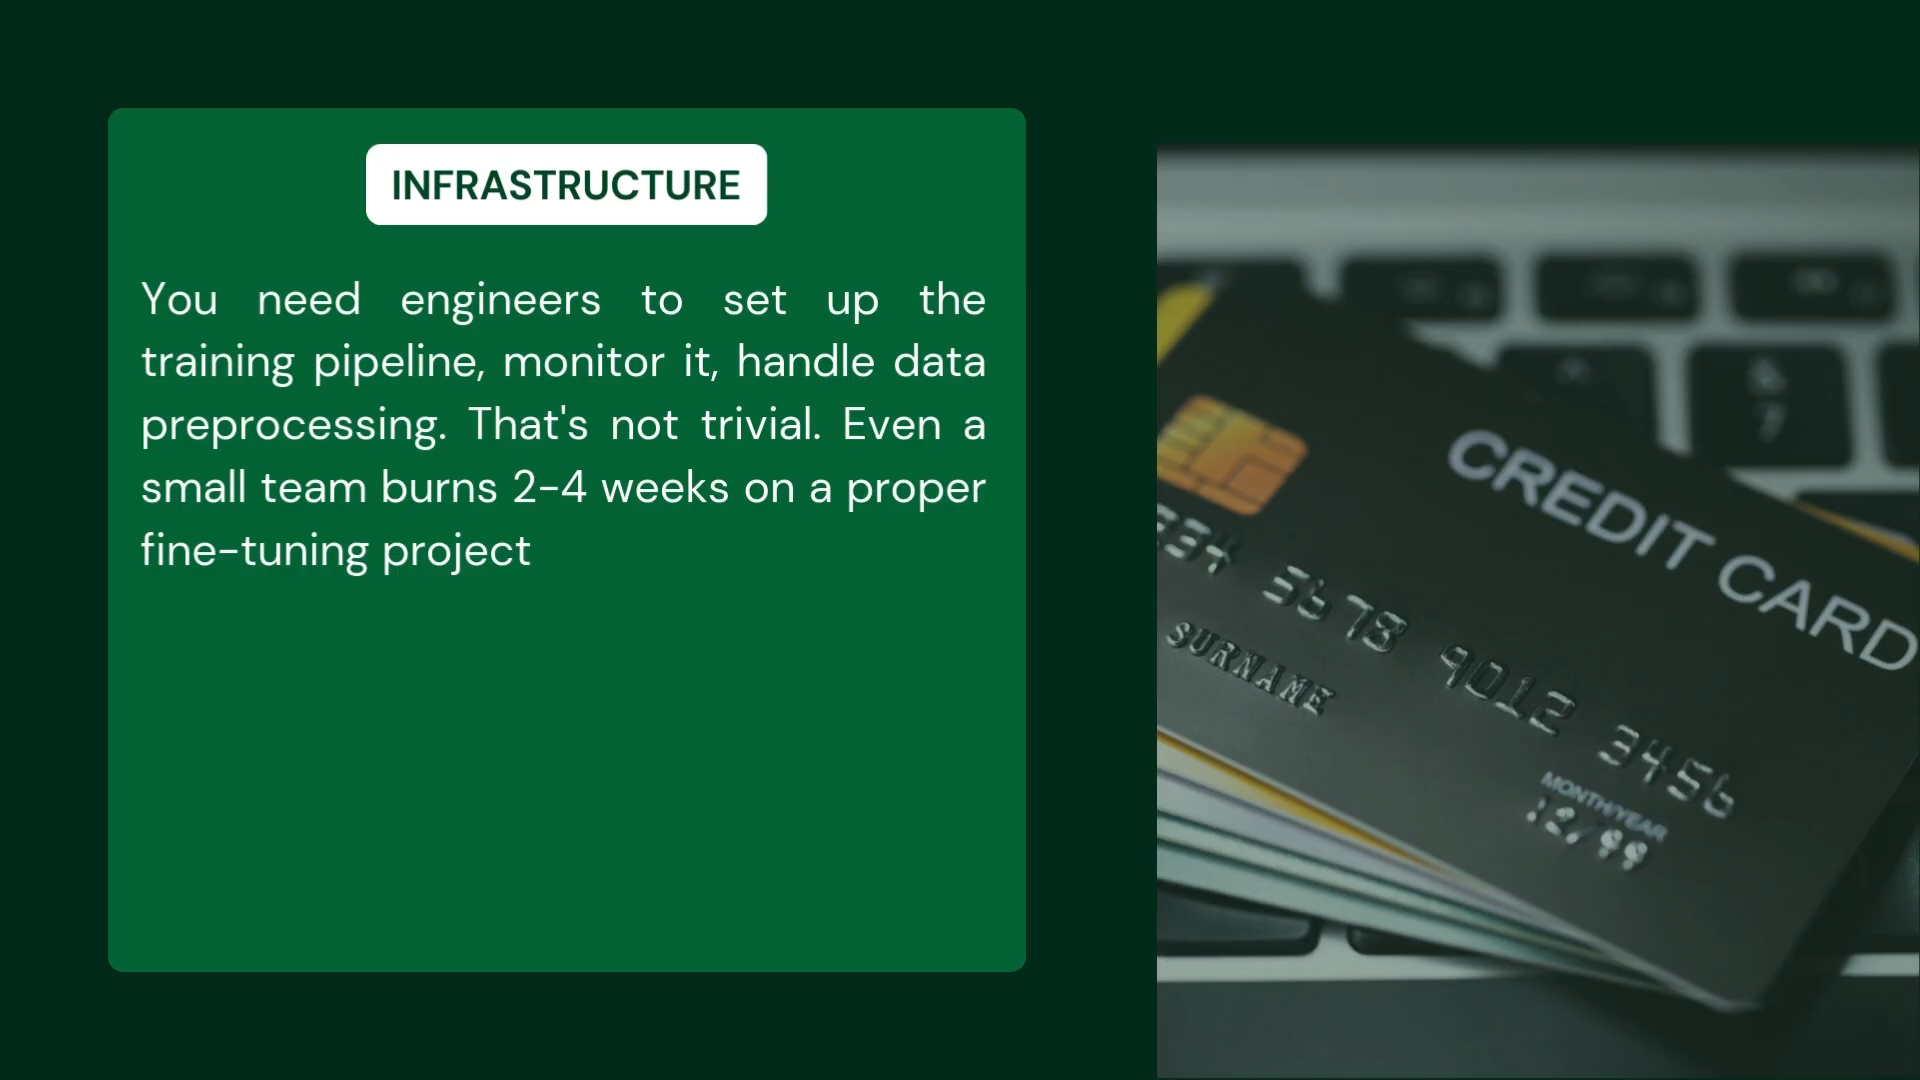 INFRASTRUCTURE
You need engineers to set up the
training pipeline, monitor it, handle data
preprocessing. That's not trivial. Even a
small team burns 2-4 weeks on a proper
fine-tuning project
CREDIT CARD
5678 9012 3456
SURNAME
MONTH/YEAR
12/99